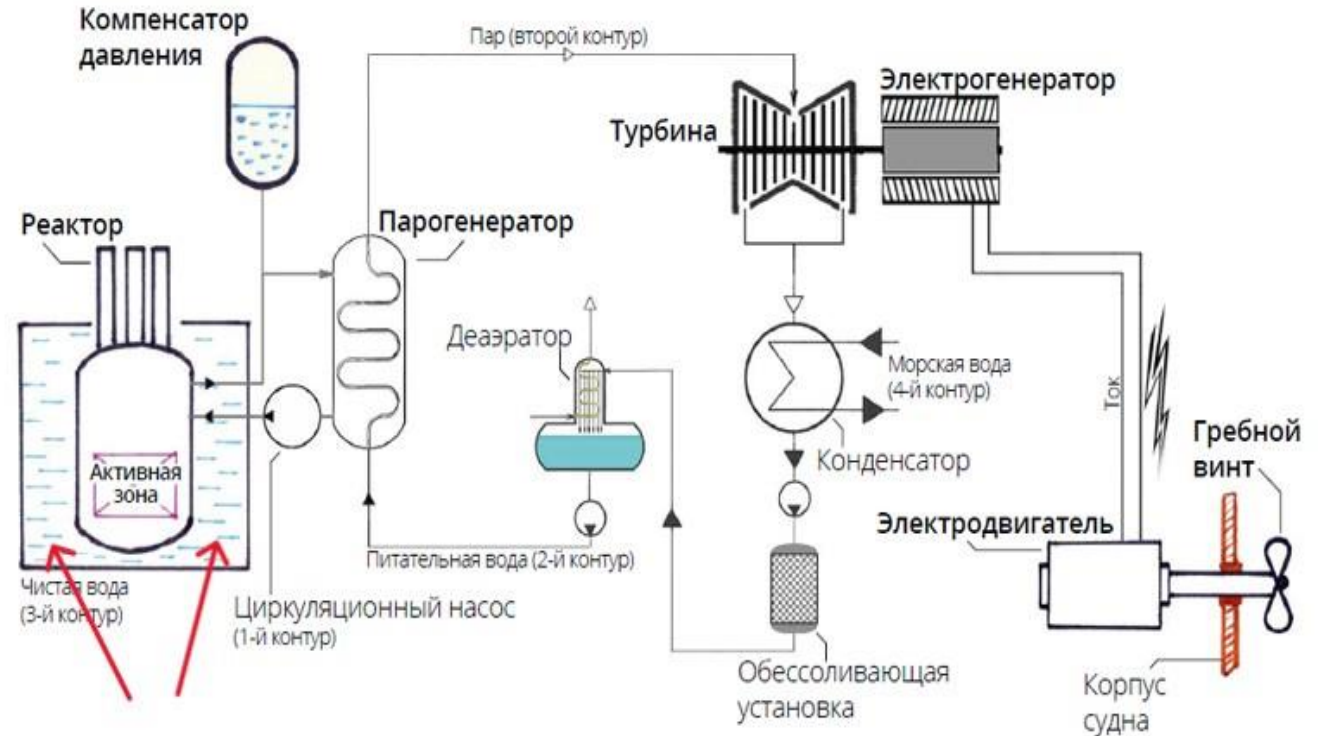 Компенсатор
давления
Пар (второй контур)
Электрогенератор
Турбина
Реактор
Парогенератор
Деаэратор
Морская вода
(4-й контур)
Ток
Гребной
винт
Конденсатор
Активная
зона
Электродвигатель
Питательная вода (2-й контур)
Чистая вода
(3-й контур)
Циркуляционный насос
(1-й контур)
Обессоливающая
установка
Корпус
судна